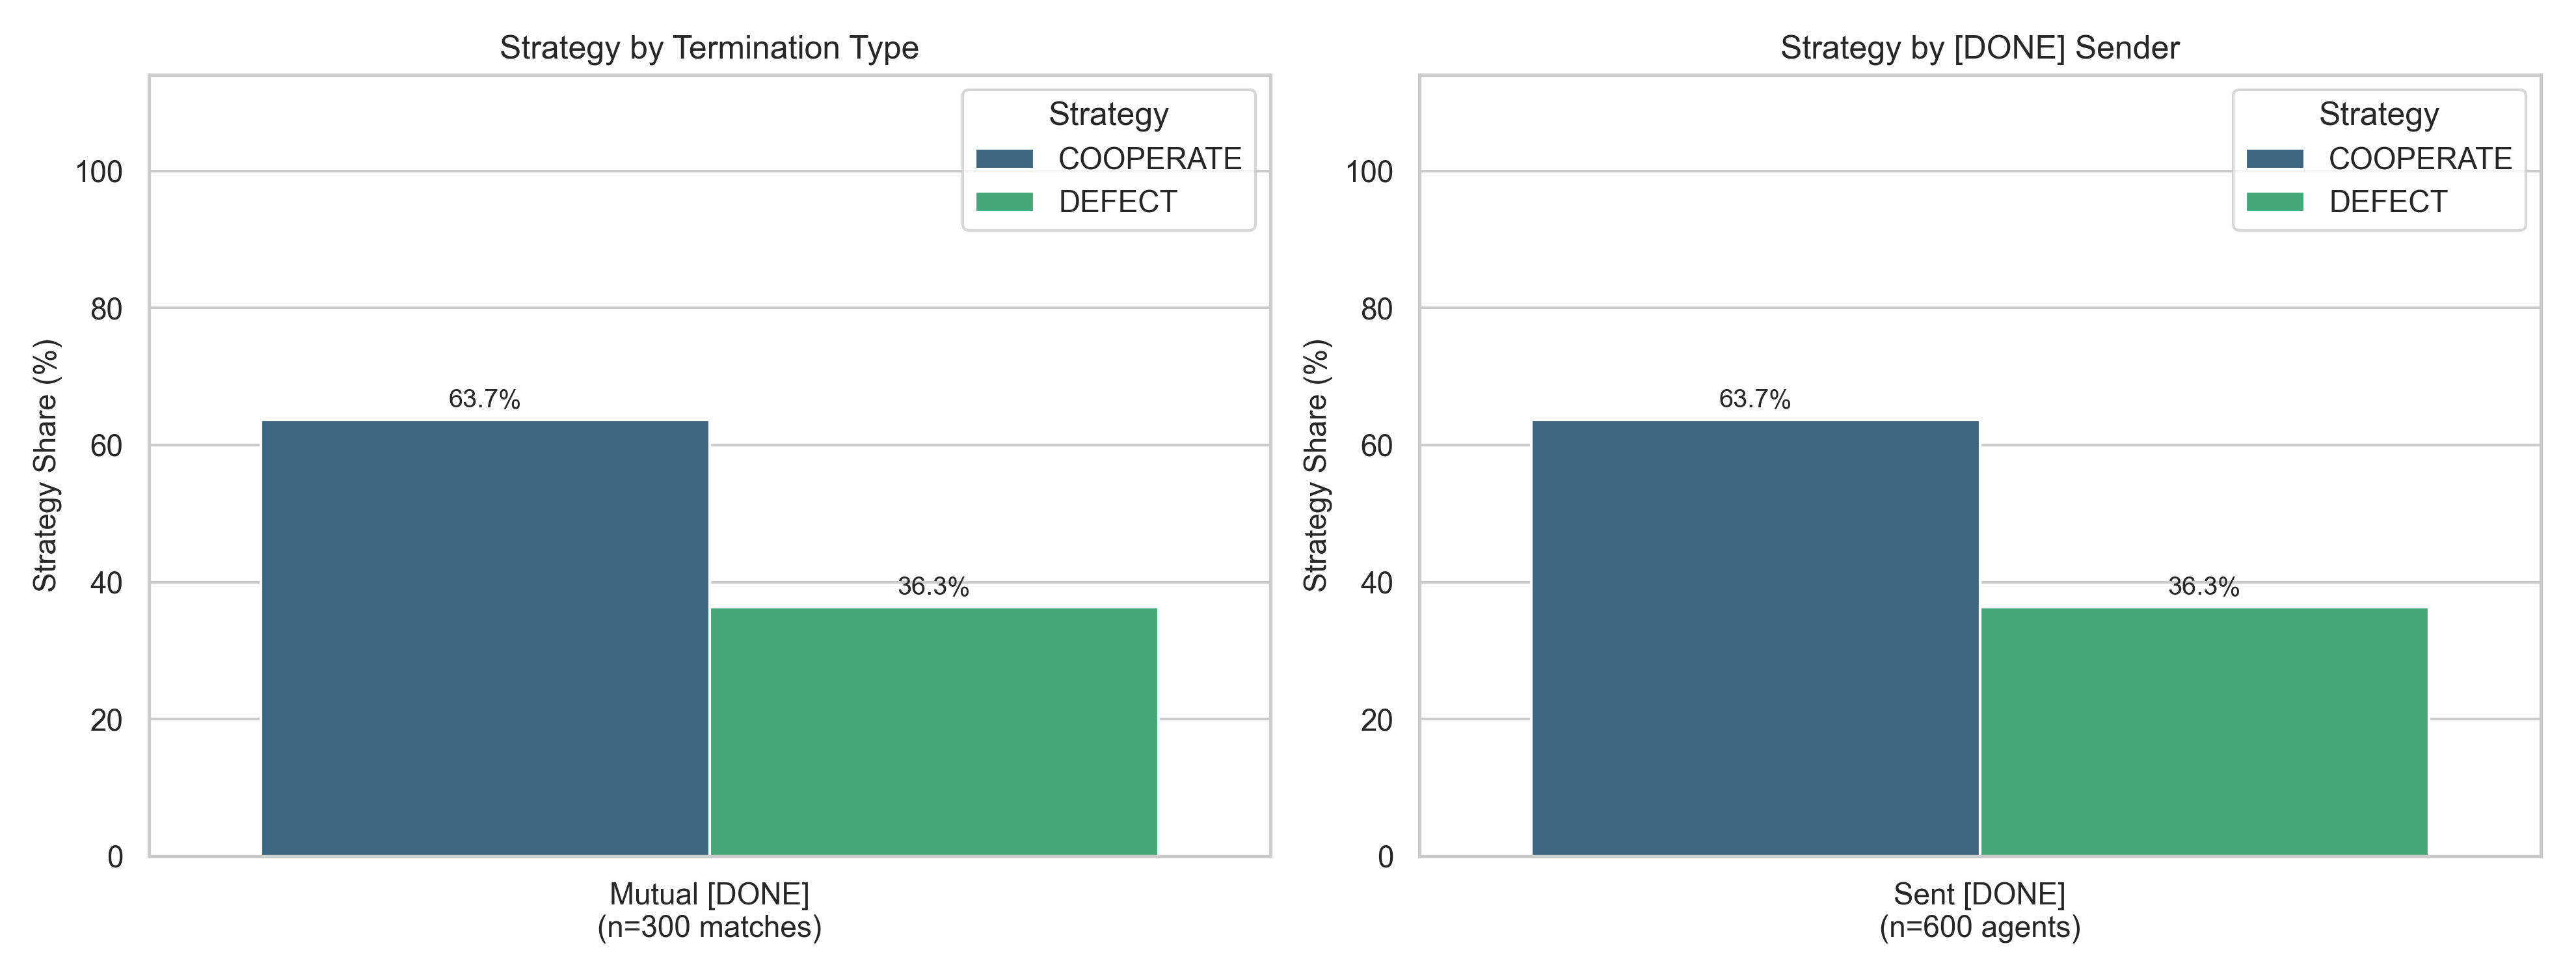 Strategy by Termination Type
Strategy
COOPERATE
DEFECT
Strategy Share (%)
100
80
60
40
20
0
63.7%
36.3%
Mutual [DONE]
(n=300 matches)
Strategy by [DONE] Sender
Strategy
COOPERATE
DEFECT
Strategy Share (%)
100
80
60
40
20
0
63.7%
36.3%
Sent [DONE]
(n=600 agents)